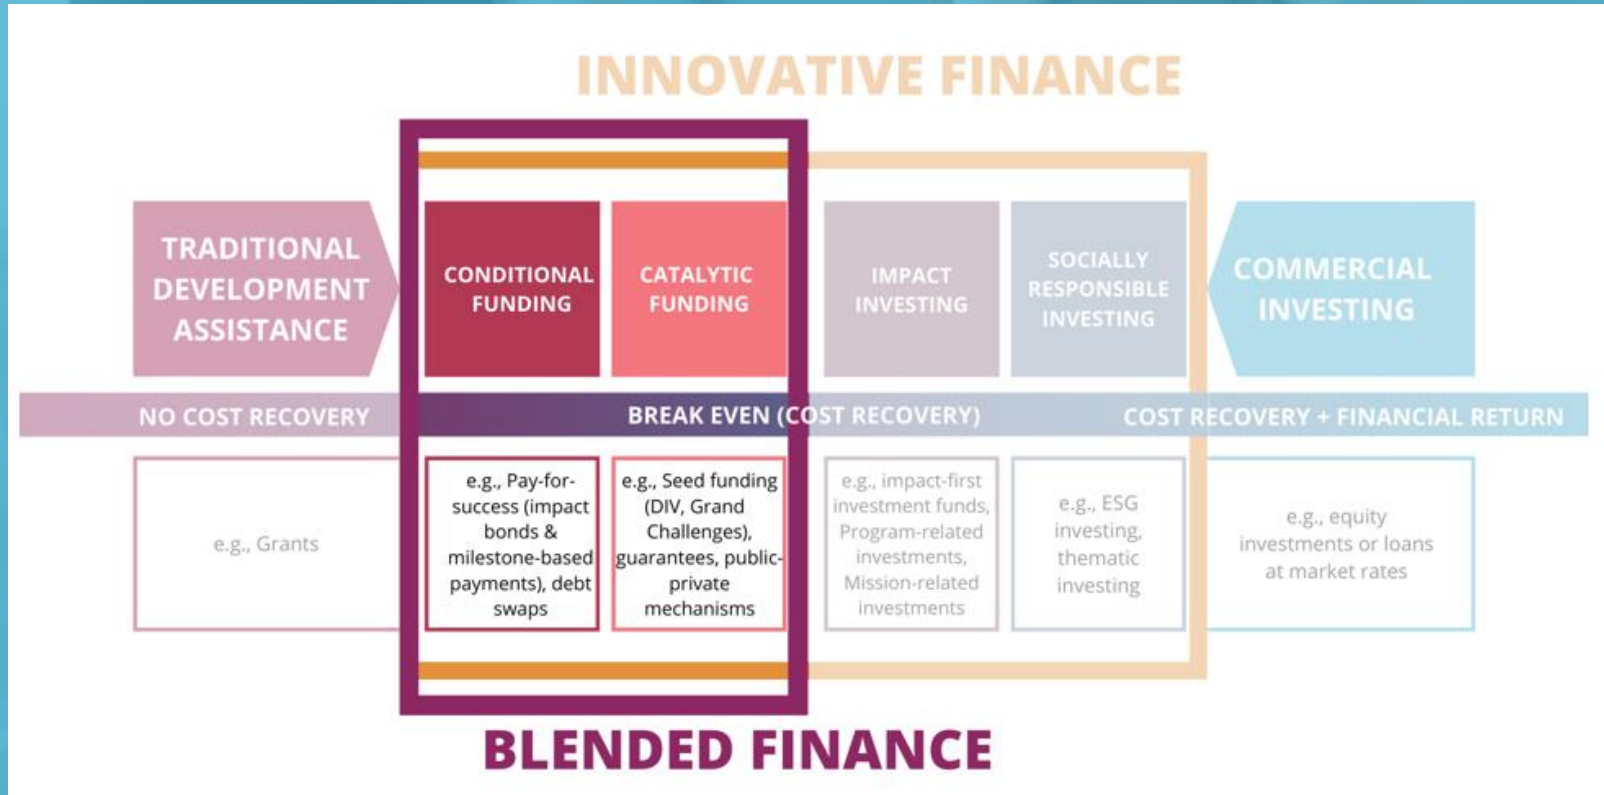 INNOVATIVE FINANCE
TRADITIONAL
DEVELOPMENT
ASSISTANCE
CONDITIONAL
FUNDING
CATALYTIC
FUNDING
IMPACT
INVESTING
SOCIALLY
RESPONSIBLE
INVESTING
COMMERCIAL
INVESTING
NO COST RECOVERY
BREAK EVEN (COST RECOVERY)
COST RECOVERY + FINANCIAL RETURN
e.g., Grants
e.g., Pay-for-
success (impact
bonds &
milestone-based
payments), debt
swaps
e.g., Seed funding
(DIV, Grand
Challenges),
guarantees, public-
private
mechanisms
e.g., impact-first
investment funds,
Program-related
investments,
Mission-related
investments
e.g., ESG
investing,
thematic
investing
e.g., equity
investments or loans
at market rates
BLENDED FINANCE